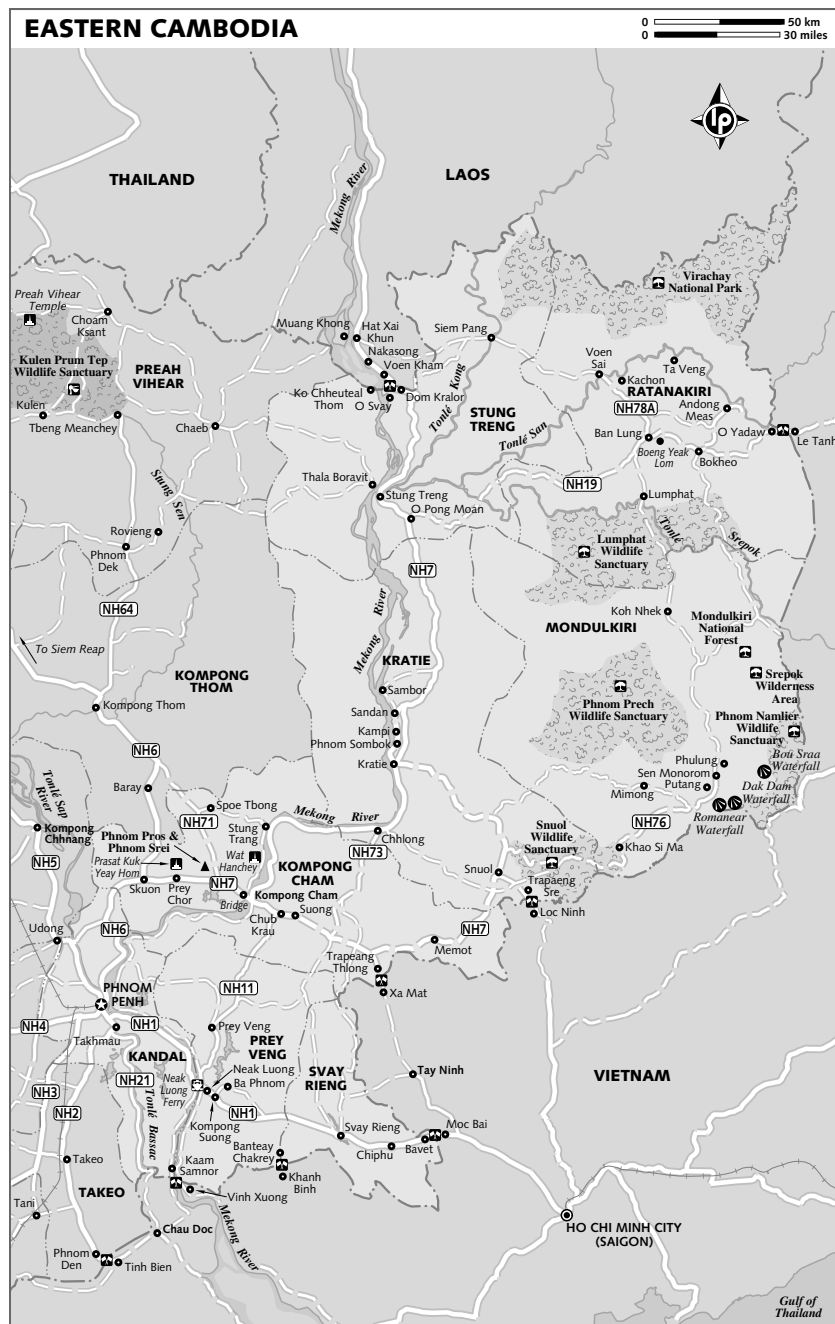 EASTERN CAMBODIA
0 50 km
0 30 miles
lp
THAILAND
LAOS
Mekong River
Virachay
National Park
Preah Vihear
Temple
Choam
Ksant
Muang Khong
Hat Xai
Khun
Nakasong
Siem Pang
Voen Kham
Voen
Sai
Ta Veng
Kachon
RATANAKIRI
Kulen Prum Tep
Wildlife Sanctuary
PREAH
VIHEAR
Ko Chheuteal
Thom
Dom Kralor
O Svay
Tonlé Kong
STUNG
TRENG
NH78A
Andong
Meas
Kulen
Tbeng Meanchey
Chaeb
Tonlé San
Ban Lung
O Yadaw
Le Tanh
Boeng Yeak
Lom
Bokheo
Stung Sen
Thala Boravit
Stung Treng
NH19
Lumphat
O Pong Moan
Rovieng
Phnom
Dek
Tonlé Srepok
Lumphat
Wildlife
Sanctuary
NH7
NH64
Mekong River
Koh Nhek
MONDULKIRI
Mondulkiri
National
Forest
To Siem Reap
KRATIE
KOMPONG
THOM
Srepok
Wilderness
Area
Sambor
Phnom Prech
Wildlife Sanctuary
Kompong Thom
Sandan
Phnom Namlier
Wildlife
Sanctuary
Kampi
Phnom Sombok
NH6
Kratie
Phulung
Bou Sraa
Waterfall
Sen Monorom
Putang
Mimong
Dak Dam
Waterfall
Baray
Tonlé Sap
River
Spoe Tbong
Mekong River
NH71
NH76
Romanear
Waterfall
Kompong
Chhnang
Phnom Pros &
Phnom Srei
Stung
Trang
Chhlong
Snuol
Wildlife
Sanctuary
Khao Si Ma
NH5
Prasat Kuk
Yeay Hom
Wat
Hanchey
NH73
KOMPONG
CHAM
Snuol
Skuon
Prey
Chor
NH7
Kompong Cham
Bridge
Trapaeng
Sre
Suong
Chub
Krau
Loc Ninh
Udong
NH6
NH7
Memot
Trapeang
Thlong
PHNOM
PENH
NH11
Xa Mat
NH4
NH1
Prey Veng
Takhmau
PREY
VENG
KANDAL
Neak Luong
SVAY
RIENG
Tay Ninh
VIETNAM
NH21
Neak
Luong
Ferry
Ba Phnom
NH3
NH2
Kompong
Suong
NH1
Tonlé Bassac
Svay Rieng
Moc Bai
Banteay
Chakrey
Chiphu
Bavet
Takeo
Kaam
Samnor
Khanh
Binh
TAKEO
Vinh Xuong
Tani
HO CHI MINH CITY
(SAIGON)
Chau Doc
Mekong River
Phnom
Den
Tinh Bien
Gulf of
Thailand